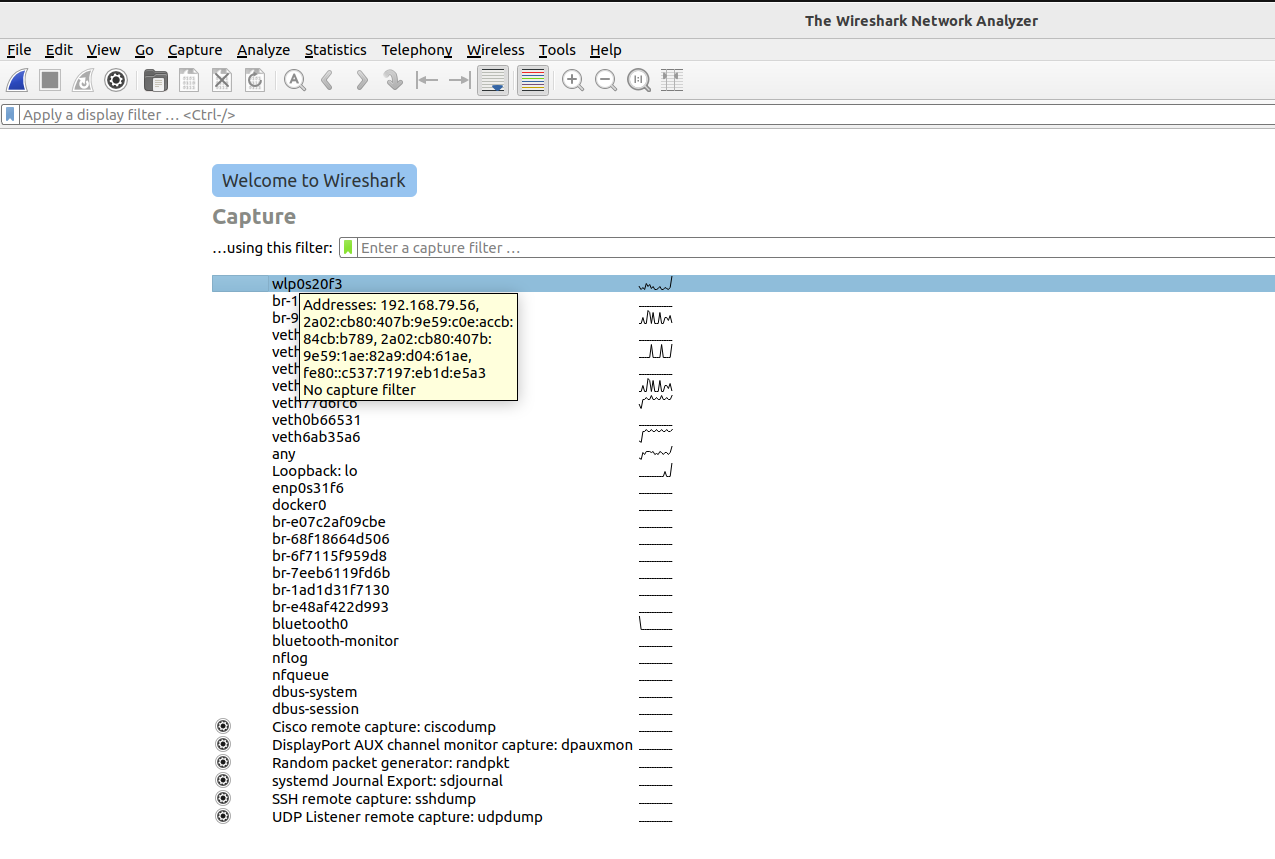 The Wireshark Network Analyzer
File Edit View Go Capture Analyze Statistics Telephony Wireless Tools Help
Apply a display filter … <Ctrl-/>
Welcome to Wireshark
Capture
…using this filter: Enter a capture filter …
wlp0s20f3
br-1
br-9
veth
veth
veth
veth
Addresses: 192.168.79.56,
2a02:cb80:407b:9e59:c0e:accb:
84cb:b789, 2a02:cb80:407b:
9e59:1ae:82a9:d04:61ae,
fe80::c537:7197:eb1d:e5a3
No capture filter
veth77d6fc6
veth0b66531
veth6ab35a6
any
Loopback: lo
enp0s31f6
docker0
br-e07c2af09cbe
br-68f18664d506
br-6f7115f959d8
br-7eeb6119fd6b
br-1ad1d31f7130
br-e48af422d993
bluetooth0
bluetooth-monitor
nflog
nfqueue
dbus-system
dbus-session
Cisco remote capture: ciscodump
DisplayPort AUX channel monitor capture: dpauxmon
Random packet generator: randpkt
systemd Journal Export: sdjournal
SSH remote capture: sshdump
UDP Listener remote capture: udpdump